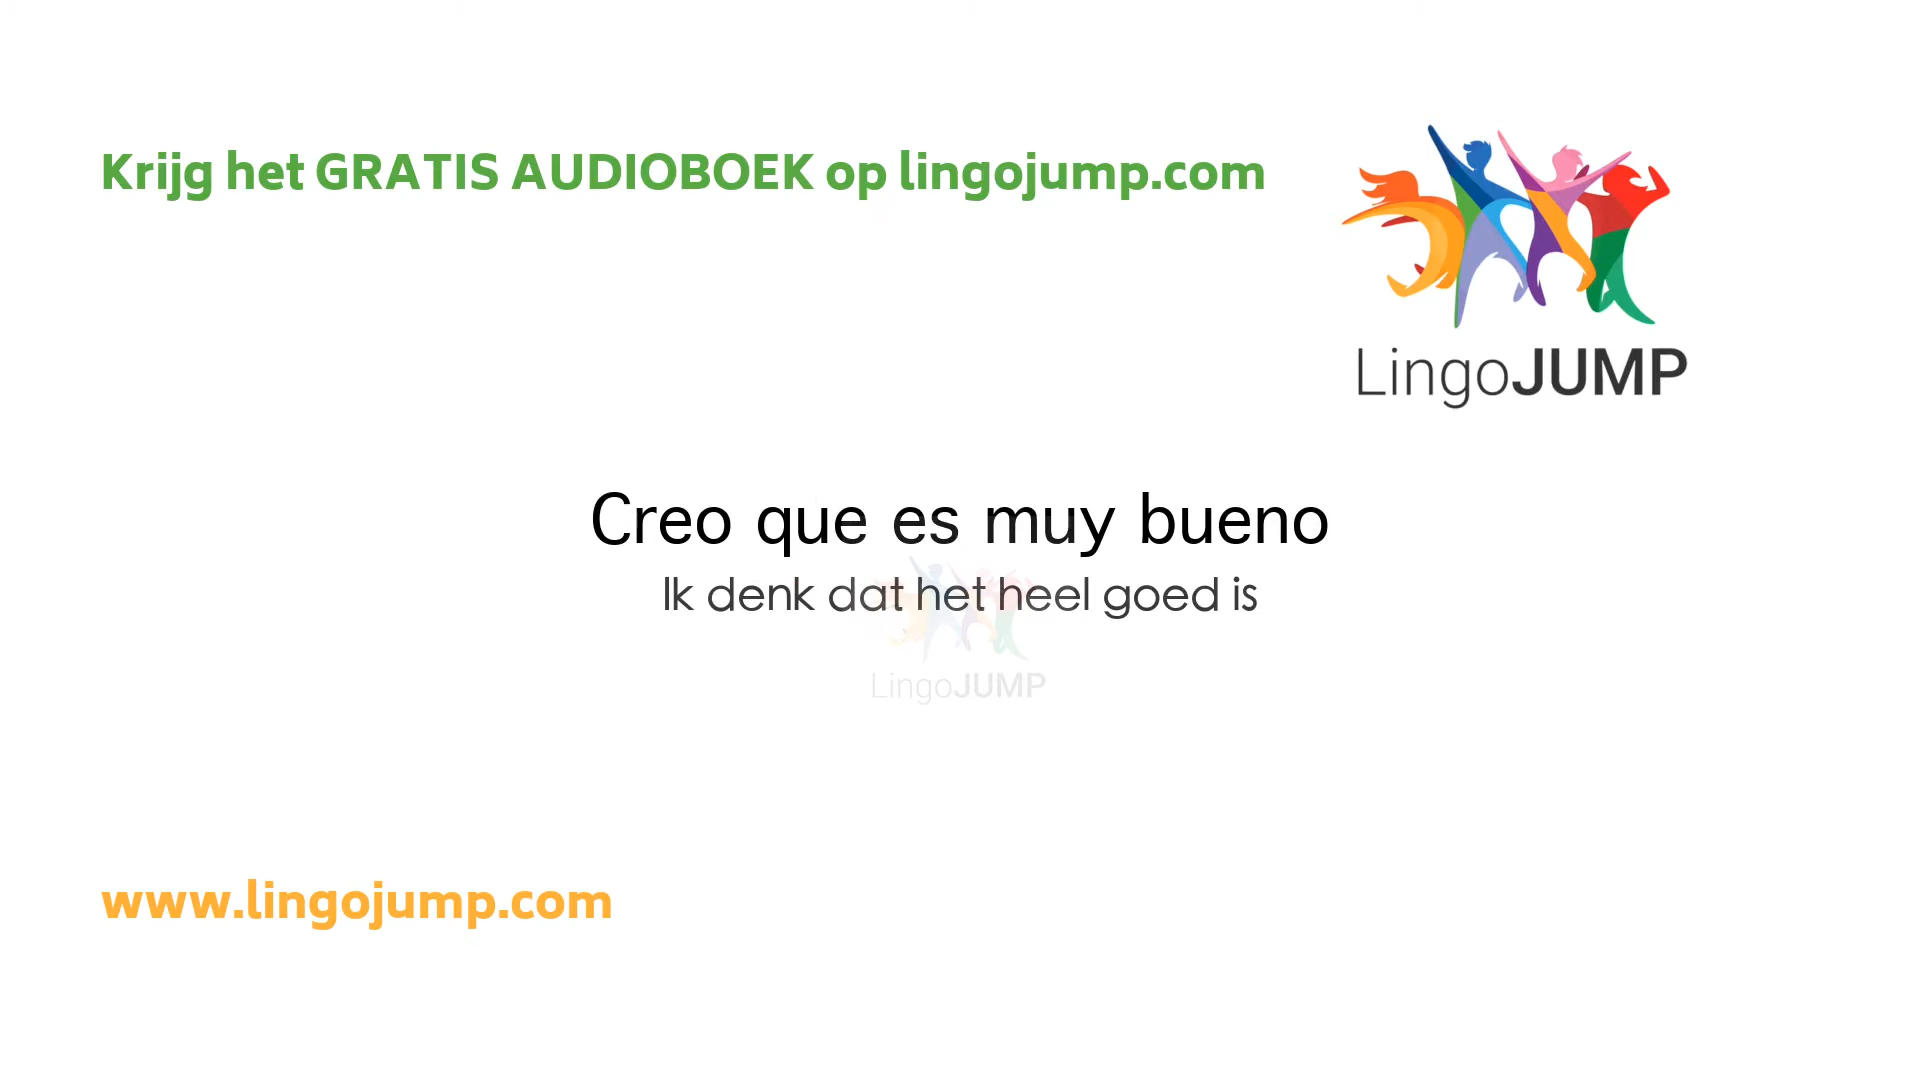 Krijg het GRATIS AUDIOBOEK op lingojump.com
LingoJUMP
Creo que es muy bueno
Ik denk dat het heel goed is
LingoJUMP
www.lingojump.com